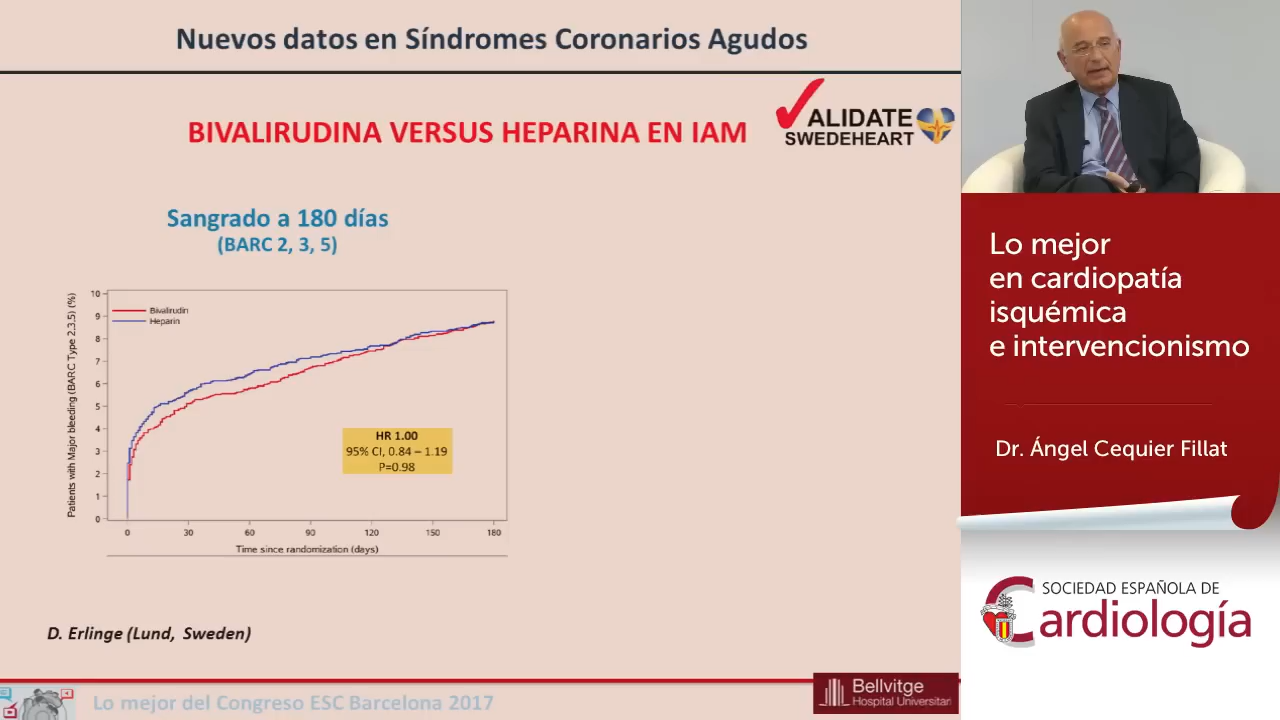 Nuevos datos en Síndromes Coronarios Agudos
BIVALIRUDINA VERSUS HEPARINA EN IAM
ALIDATE
SWEDEHEART
Sangrado a 180 días
(BARC 2, 3, 5)
Patients with Major bleeding (BARC Type 2,3,5) (%)
10
9
8
7
6
5
4
3
2
1
0
Bivalirudin
Heparin
HR 1.00
95% CI, 0.84 – 1.19
P=0.98
0 30 60 90 120 150 180
Time since randomization (days)
D. Erlinge (Lund, Sweden)
Lo mejor del Congreso ESC Barcelona 2017
Bellvitge
Hospital Universitari
Lo mejor
en cardiopatía
isquémica
e intervencionismo
Dr. Ángel Cequier Fillat
SOCIEDAD ESPAÑOLA DE
Cardiología